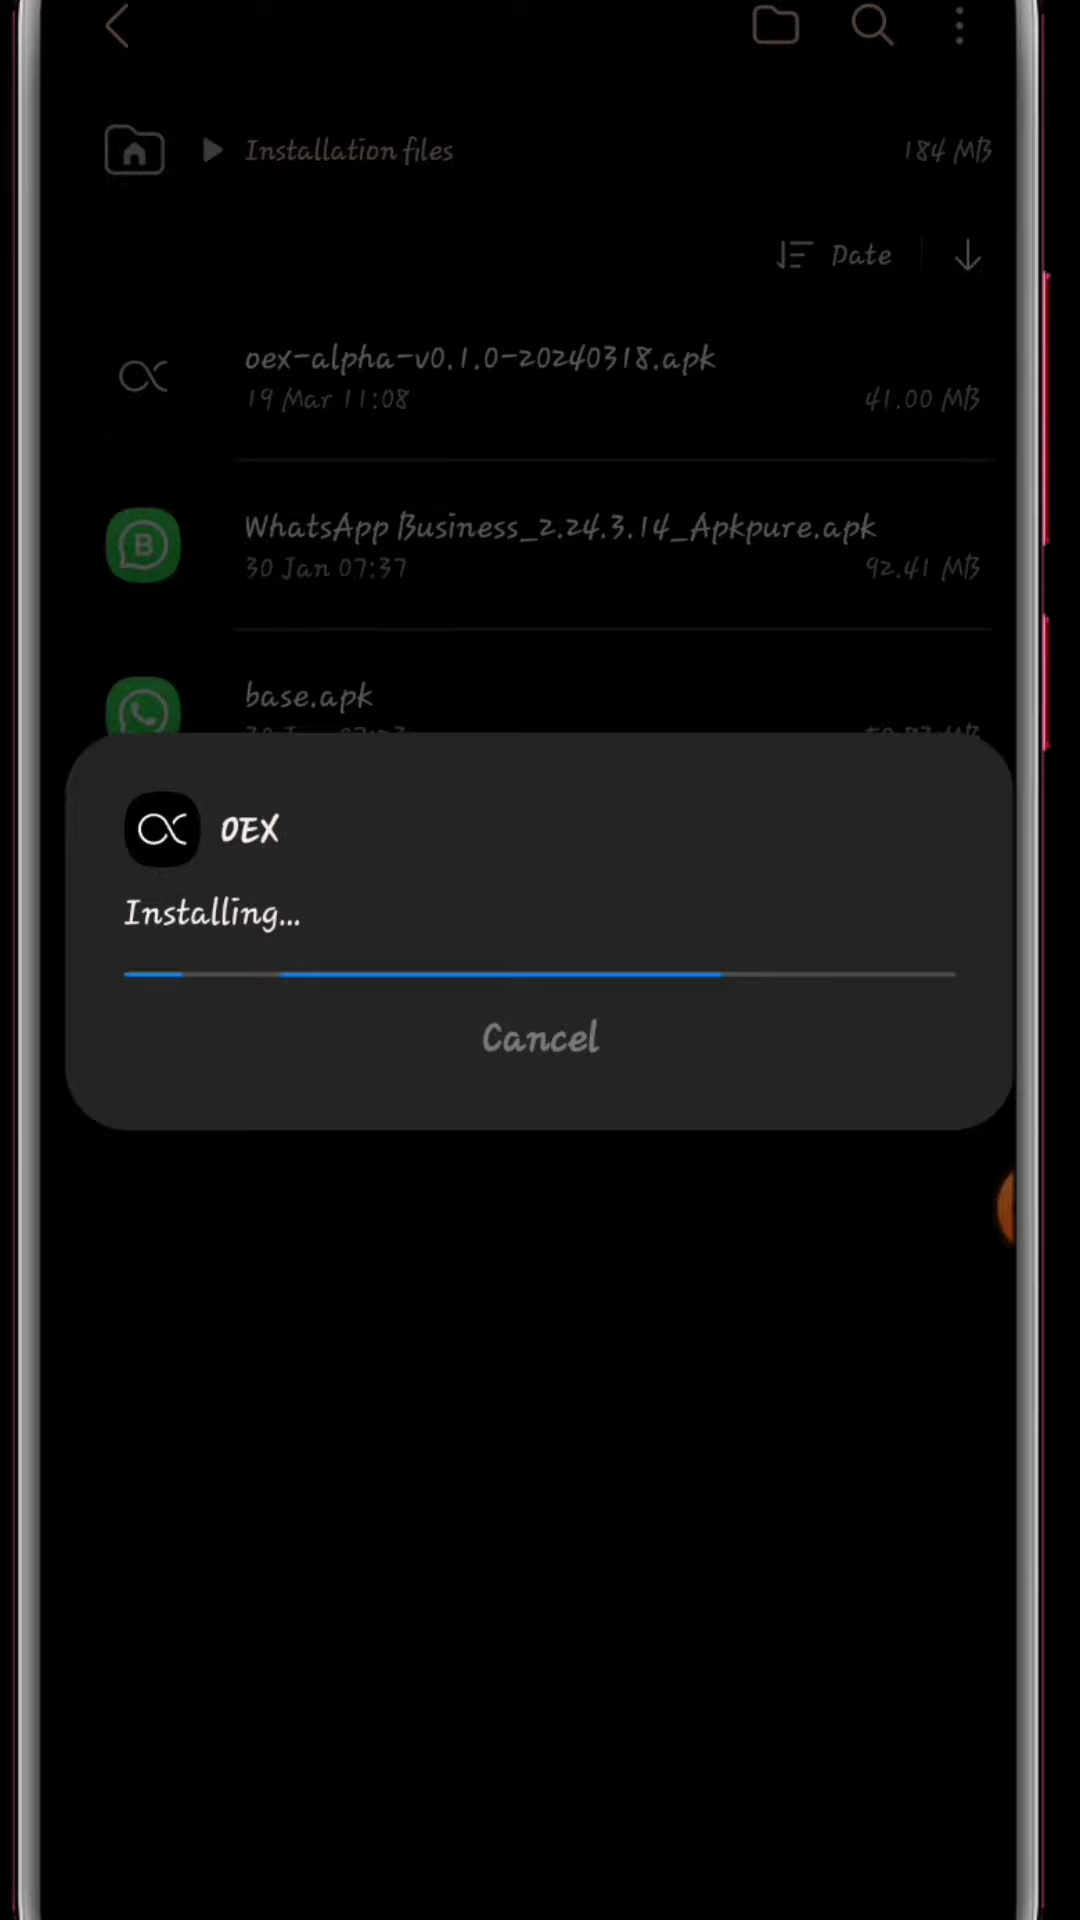 Installation files
184 MB
Date
oex-alpha-v0.1.0-20240318.apk
19 Mar 11:08
41.00 MB
B
WhatsApp Business_2.24.3.14_Apkpure.apk
30 Jan 07:37
92.41 MB
base.apk
OEX
Installing...
Cancel